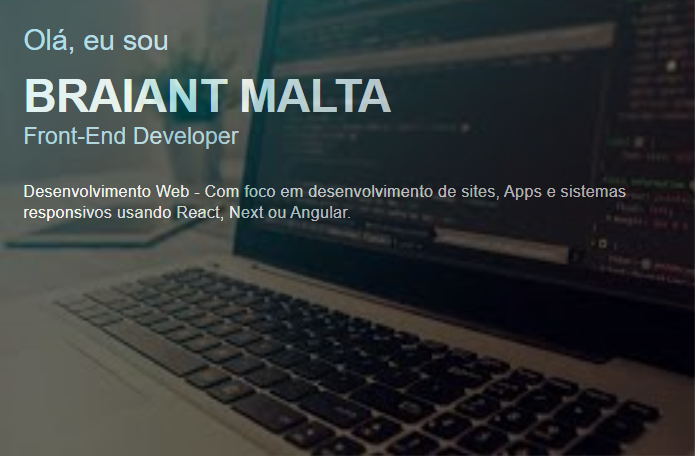 Olá, eu sou
BRAIANT MALTA
Front-End Developer
Desenvolvimento Web - Com foco em desenvolvimento de sites, Apps e sistemas
responsivos usando React, Next ou Angular.